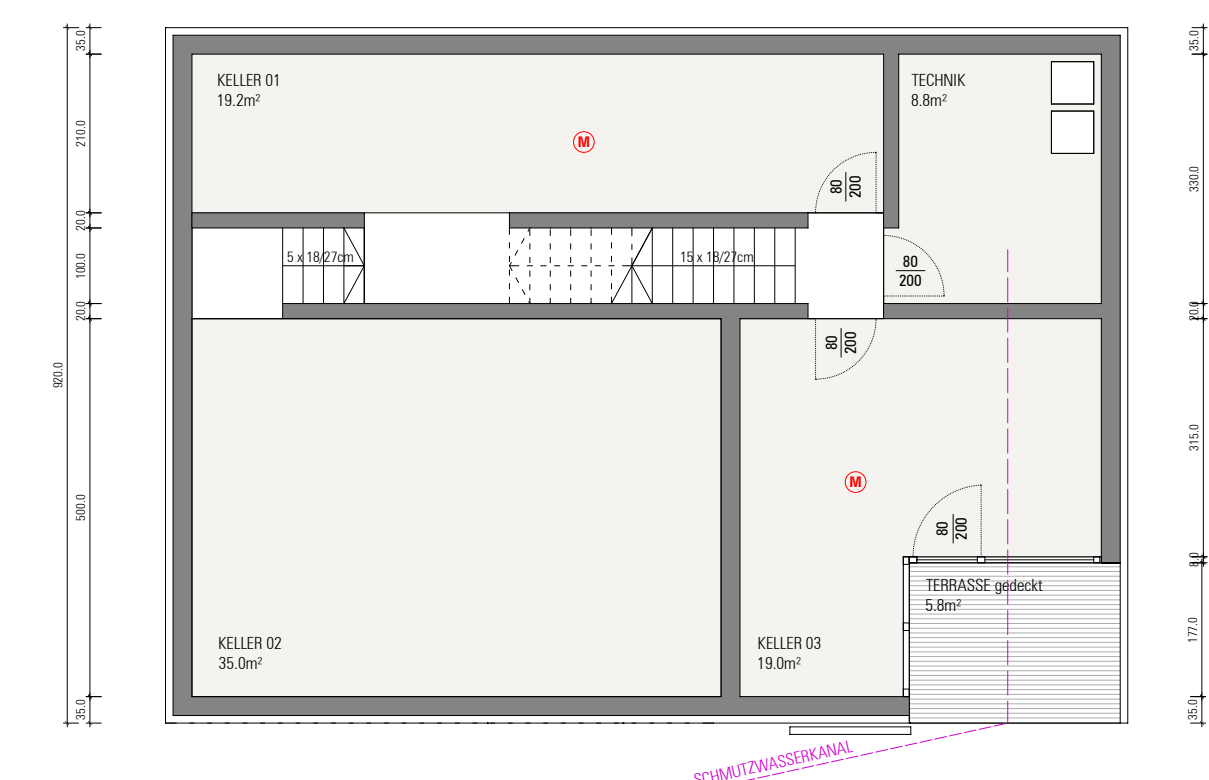 KELLER 01
19.2m²
TECHNIK
8.8m²
M
80
200
5 x 18/27cm
15 x 18/27cm
80
200
80
200
M
80
200
TERRASSE gedeckt
5.8m²
KELLER 02
35.0m²
KELLER 03
19.0m²
SCHMUTZWASSERKANAL
920.0
35.0
210.0
20.0
100.0
20.0
500.0
35.0
35.0
330.0
20.0
315.0
8.0
177.0
35.0